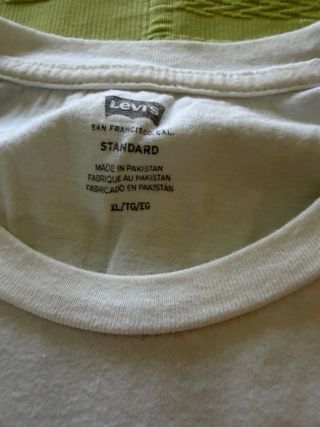 Levi's
SAN FRANCISCO, CAL.
STANDARD
MADE IN PAKISTAN
FABRIQUE AU PAKISTAN
FABRICADO EN PAKISTÁN
XL/TG/EG